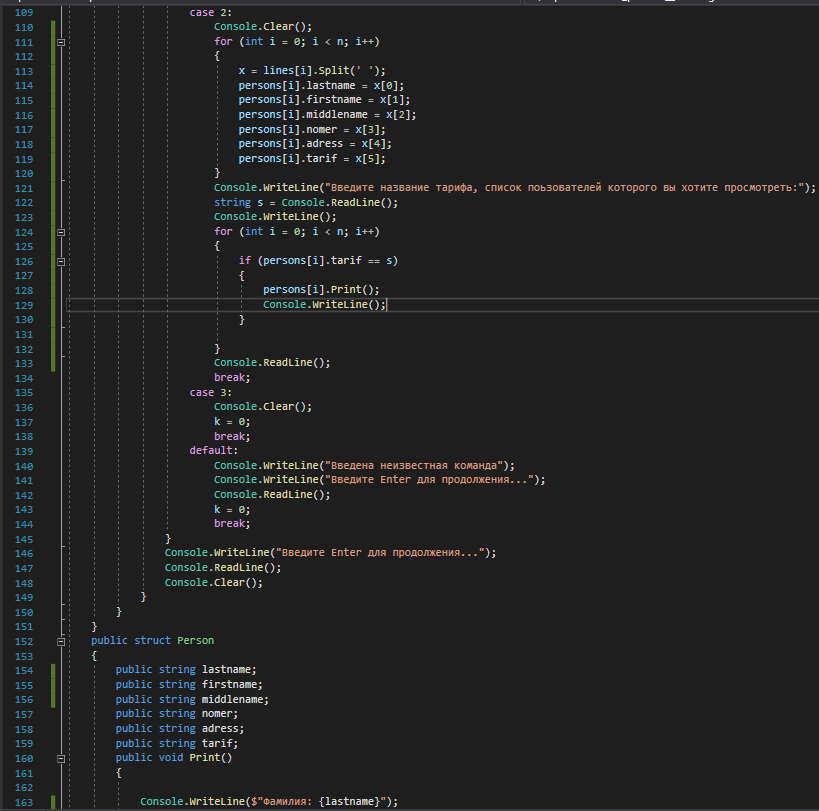 109 case 2:
110 Console.Clear();
111 for (int i = 0; i < n; i++)
112 {
113 x = lines[i].Split(' ');
114 persons[i].lastname = x[0];
115 persons[i].firstname = x[1];
116 persons[i].middlename = x[2];
117 persons[i].nomer = x[3];
118 persons[i].adress = x[4];
119 persons[i].tarif = x[5];
120 }
121 Console.WriteLine("Введите название тарифа, список поьзователей которого вы хотите просмотреть:");
122 string s = Console.ReadLine();
123 Console.WriteLine();
124 for (int i = 0; i < n; i++)
125 {
126 if (persons[i].tarif == s)
127 {
128 persons[i].Print();
129 Console.WriteLine();
130 }
131
132 }
133 Console.ReadLine();
134 break;
135 case 3:
136 Console.Clear();
137 k = 0;
138 break;
139 default:
140 Console.WriteLine("Введена неизвестная команда");
141 Console.WriteLine("Введите Enter для продолжения...");
142 Console.ReadLine();
143 k = 0;
144 break;
145 }
146 Console.WriteLine("Введите Enter для продолжения...");
147 Console.ReadLine();
148 Console.Clear();
149 }
150 }
151 }
152 public struct Person
153 {
154 public string lastname;
155 public string firstname;
156 public string middlename;
157 public string nomer;
158 public string adress;
159 public string tarif;
160 public void Print()
161 {
162
163 Console.WriteLine($"Фамилия: {lastname}");